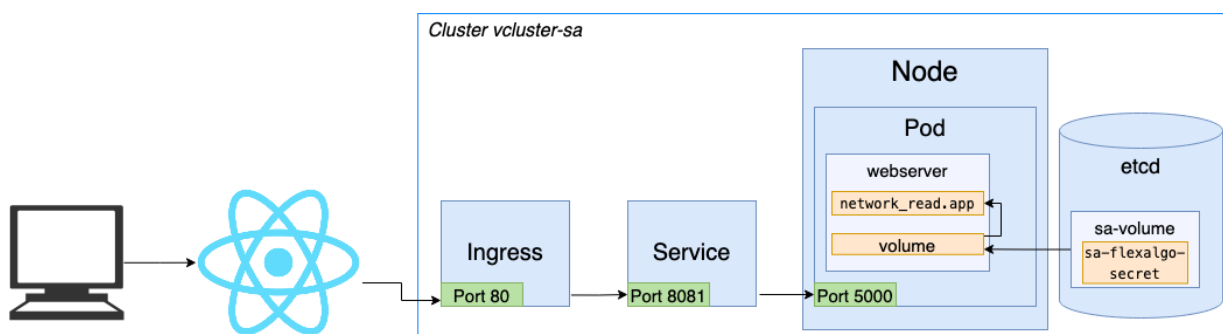 Cluster vcluster-sa
Node
Pod
webserver
network_read.app
volume
etcd
sa-volume
sa-flexalgo-
secret
Ingress
Service
Port 80
Port 8081
Port 5000